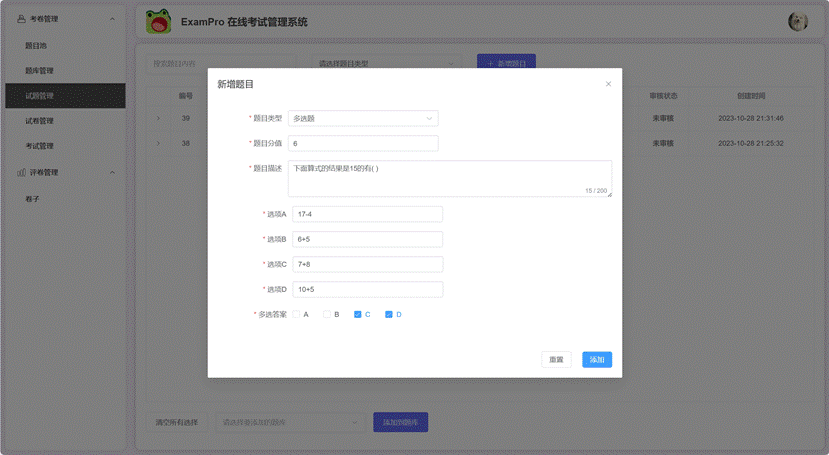 考卷管理
题目池
题库管理
试题管理
试卷管理
考试管理
评卷管理
卷子
ExamPro 在线考试管理系统
搜索题目内容
请选择题目类型
+ 新增题目
编号
审核状态
创建时间
39
未审核
2023-10-28 21:31:46
38
未审核
2023-10-28 21:25:32
新增题目
* 题目类型
多选题
* 题目分值
6
* 题目描述
下面算式的结果是15的有( )
15 / 200
* 选项A
17-4
* 选项B
6+5
* 选项C
7+8
* 选项D
10+5
* 多选答案
A
B
C
D
重置
添加
清空所有选择
请选择要添加的题库
添加到题库